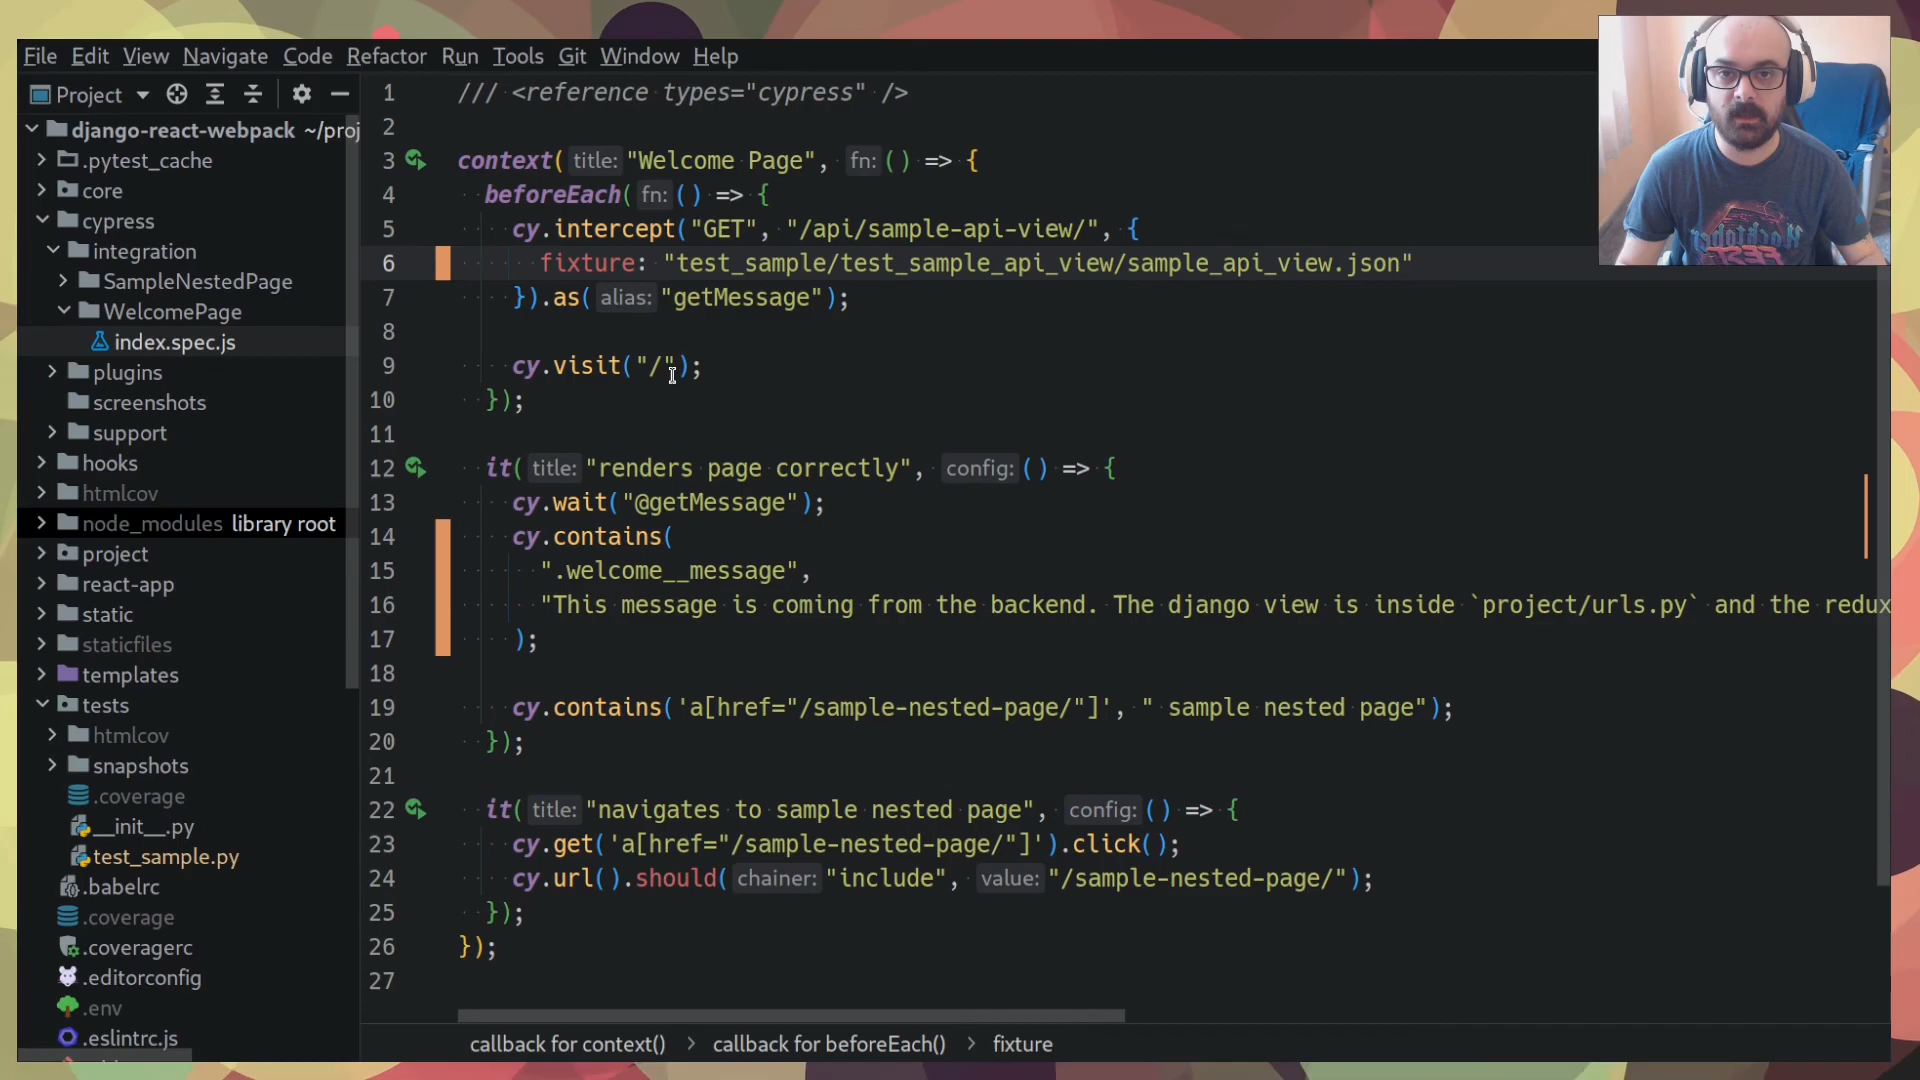 File Edit View Navigate Code Refactor Run Tools Git Window Help
Project
django-react-webpack ~/proj
.pytest_cache
core
cypress
integration
SampleNestedPage
WelcomePage
index.spec.js
plugins
screenshots
support
hooks
htmlcov
node_modules library root
project
react-app
static
staticfiles
templates
tests
htmlcov
snapshots
.coverage
__init__.py
test_sample.py
.babelrc
.coverage
.coveragerc
.editorconfig
.env
.eslintrc.js
1 /// <reference types="cypress" />
2
3 context( title: "Welcome Page", fn: () => {
4 beforeEach( fn: () => {
5 cy.intercept("GET", "/api/sample-api-view/", {
6 fixture: "test_sample/test_sample_api_view/sample_api_view.json"
7 }).as( alias: "getMessage");
8
9 cy.visit("/");
10 });
11
12 it( title: "renders page correctly", config: () => {
13 cy.wait("@getMessage");
14 cy.contains(
15 ".welcome__message",
16 "This message is coming from the backend. The django view is inside `project/urls.py` and the redux
17 );
18
19 cy.contains('a[href="/sample-nested-page/"]', " sample nested page");
20 });
21
22 it( title: "navigates to sample nested page", config: () => {
23 cy.get('a[href="/sample-nested-page/"]').click();
24 cy.url().should( chainer: "include", value: "/sample-nested-page/");
25 });
26 });
27
callback for context() > callback for beforeEach() > fixture